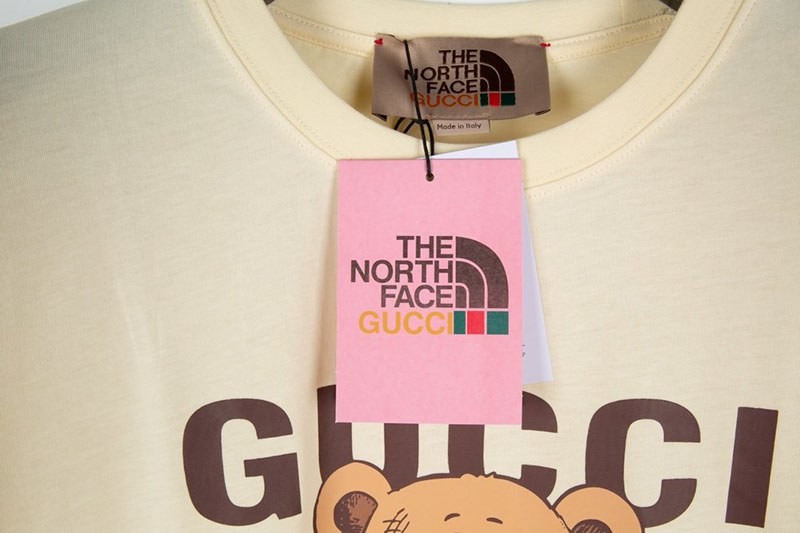 THE
NORTH
FACE
GUCCI
Made in Italy
THE
NORTH
FACE
GUCCI
GUCCI